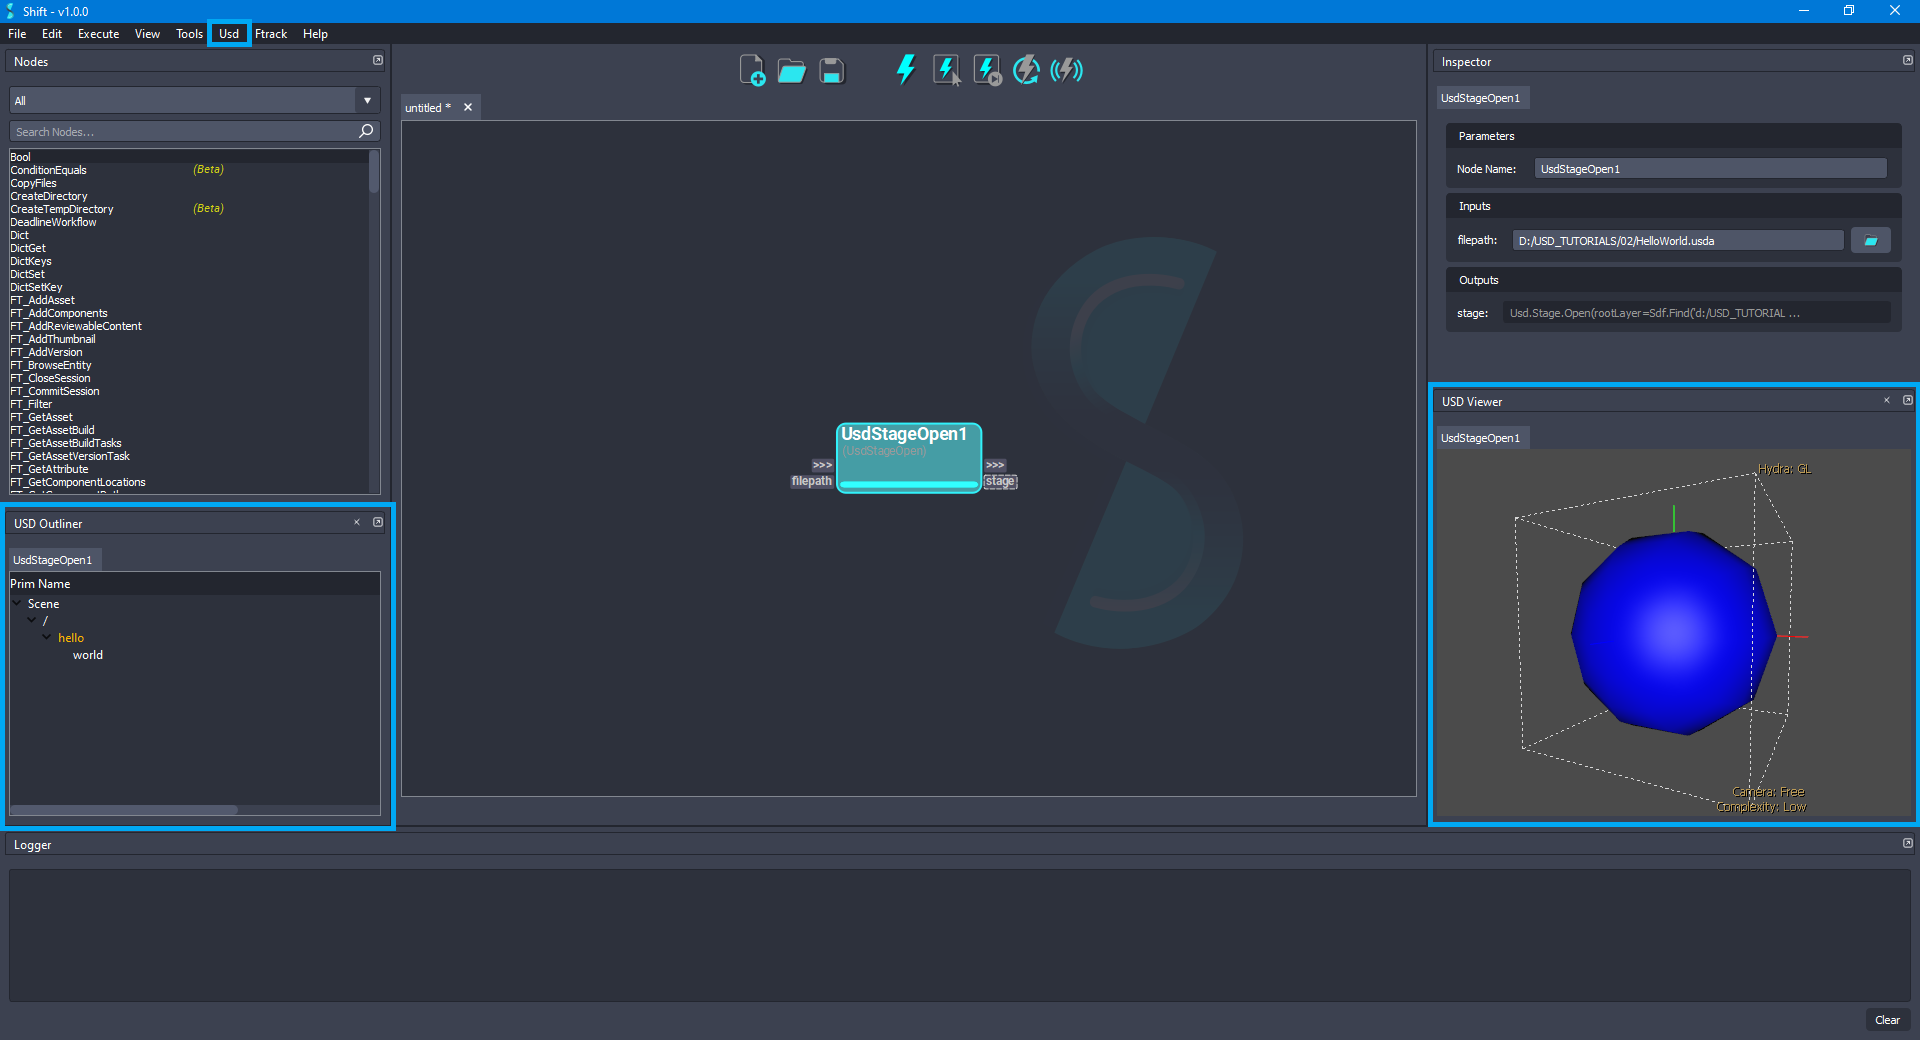 Shift - v1.0.0
File Edit Execute View Tools Usd Ftrack Help
Nodes
All
Search Nodes...
Bool
ConditionEquals (Beta)
CopyFiles
CreateDirectory
CreateTempDirectory (Beta)
DeadlineWorkflow
Dict
DictGet
DictKeys
DictSet
DictSetKey
FT_AddAsset
FT_AddComponents
FT_AddReviewableContent
FT_AddThumbnail
FT_AddVersion
FT_BrowseEntity
FT_CloseSession
FT_CommitSession
FT_Filter
FT_GetAsset
FT_GetAssetBuild
FT_GetAssetBuildTasks
FT_GetAssetVersionTask
FT_GetAttribute
FT_GetComponentLocations
USD Outliner
UsdStageOpen1
Prim Name
Scene
/
hello
world
untitled *
UsdStageOpen1
(UsdStageOpen)
>>> >>>
filepath stage
Inspector
UsdStageOpen1
Parameters
Node Name: UsdStageOpen1
Inputs
filepath: D:/USD_TUTORIALS/02/HelloWorld.usda
Outputs
stage: Usd.Stage.Open(rootLayer=Sdf.Find('d:/USD_TUTORIAL ...
USD Viewer
UsdStageOpen1
Hydra: GL
Camera: Free
Complexity: Low
Logger
Clear